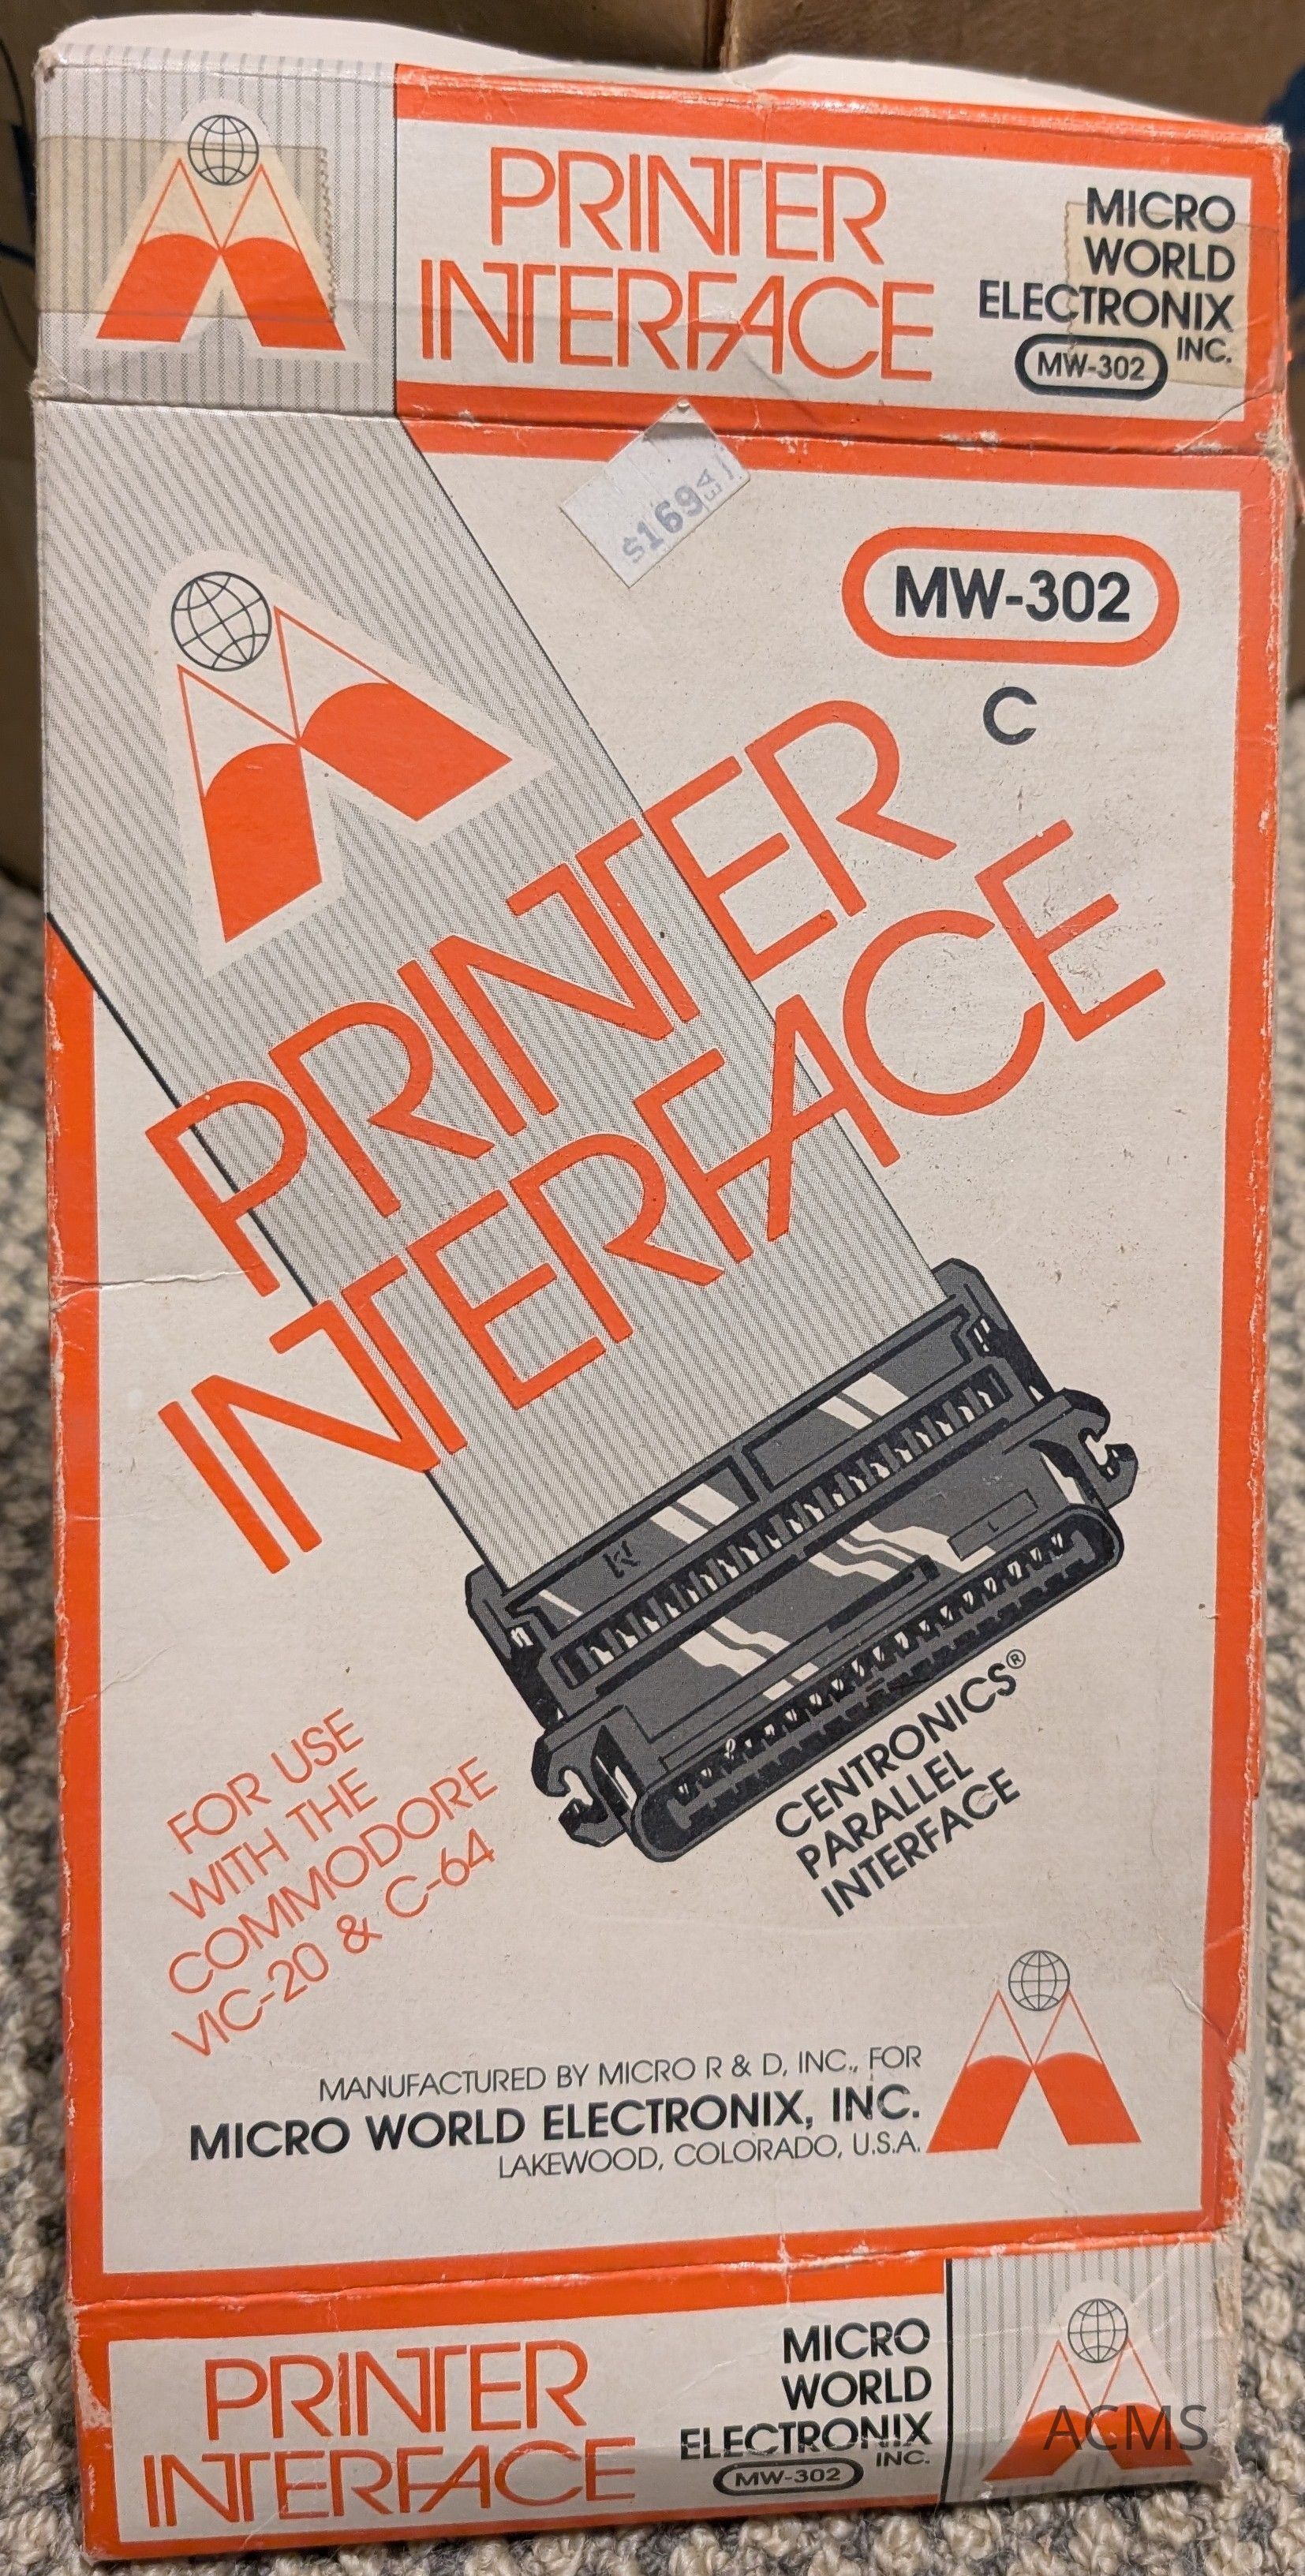 PRINTER
INTERFACE
MICRO
WORLD
ELECTRONIX
INC.
MW-302
$169
EA
MW-302
C
PRINTER
INTERFACE
CENTRONICS®
PARALLEL
INTERFACE
FOR USE
WITH THE
COMMODORE
VIC-20 & C-64
MANUFACTURED BY MICRO R & D, INC., FOR
MICRO WORLD ELECTRONIX, INC.
LAKEWOOD, COLORADO, U.S.A.
PRINTER
INTERFACE
MICRO
WORLD
ELECTRONIX
INC.
MW-302
ACMS